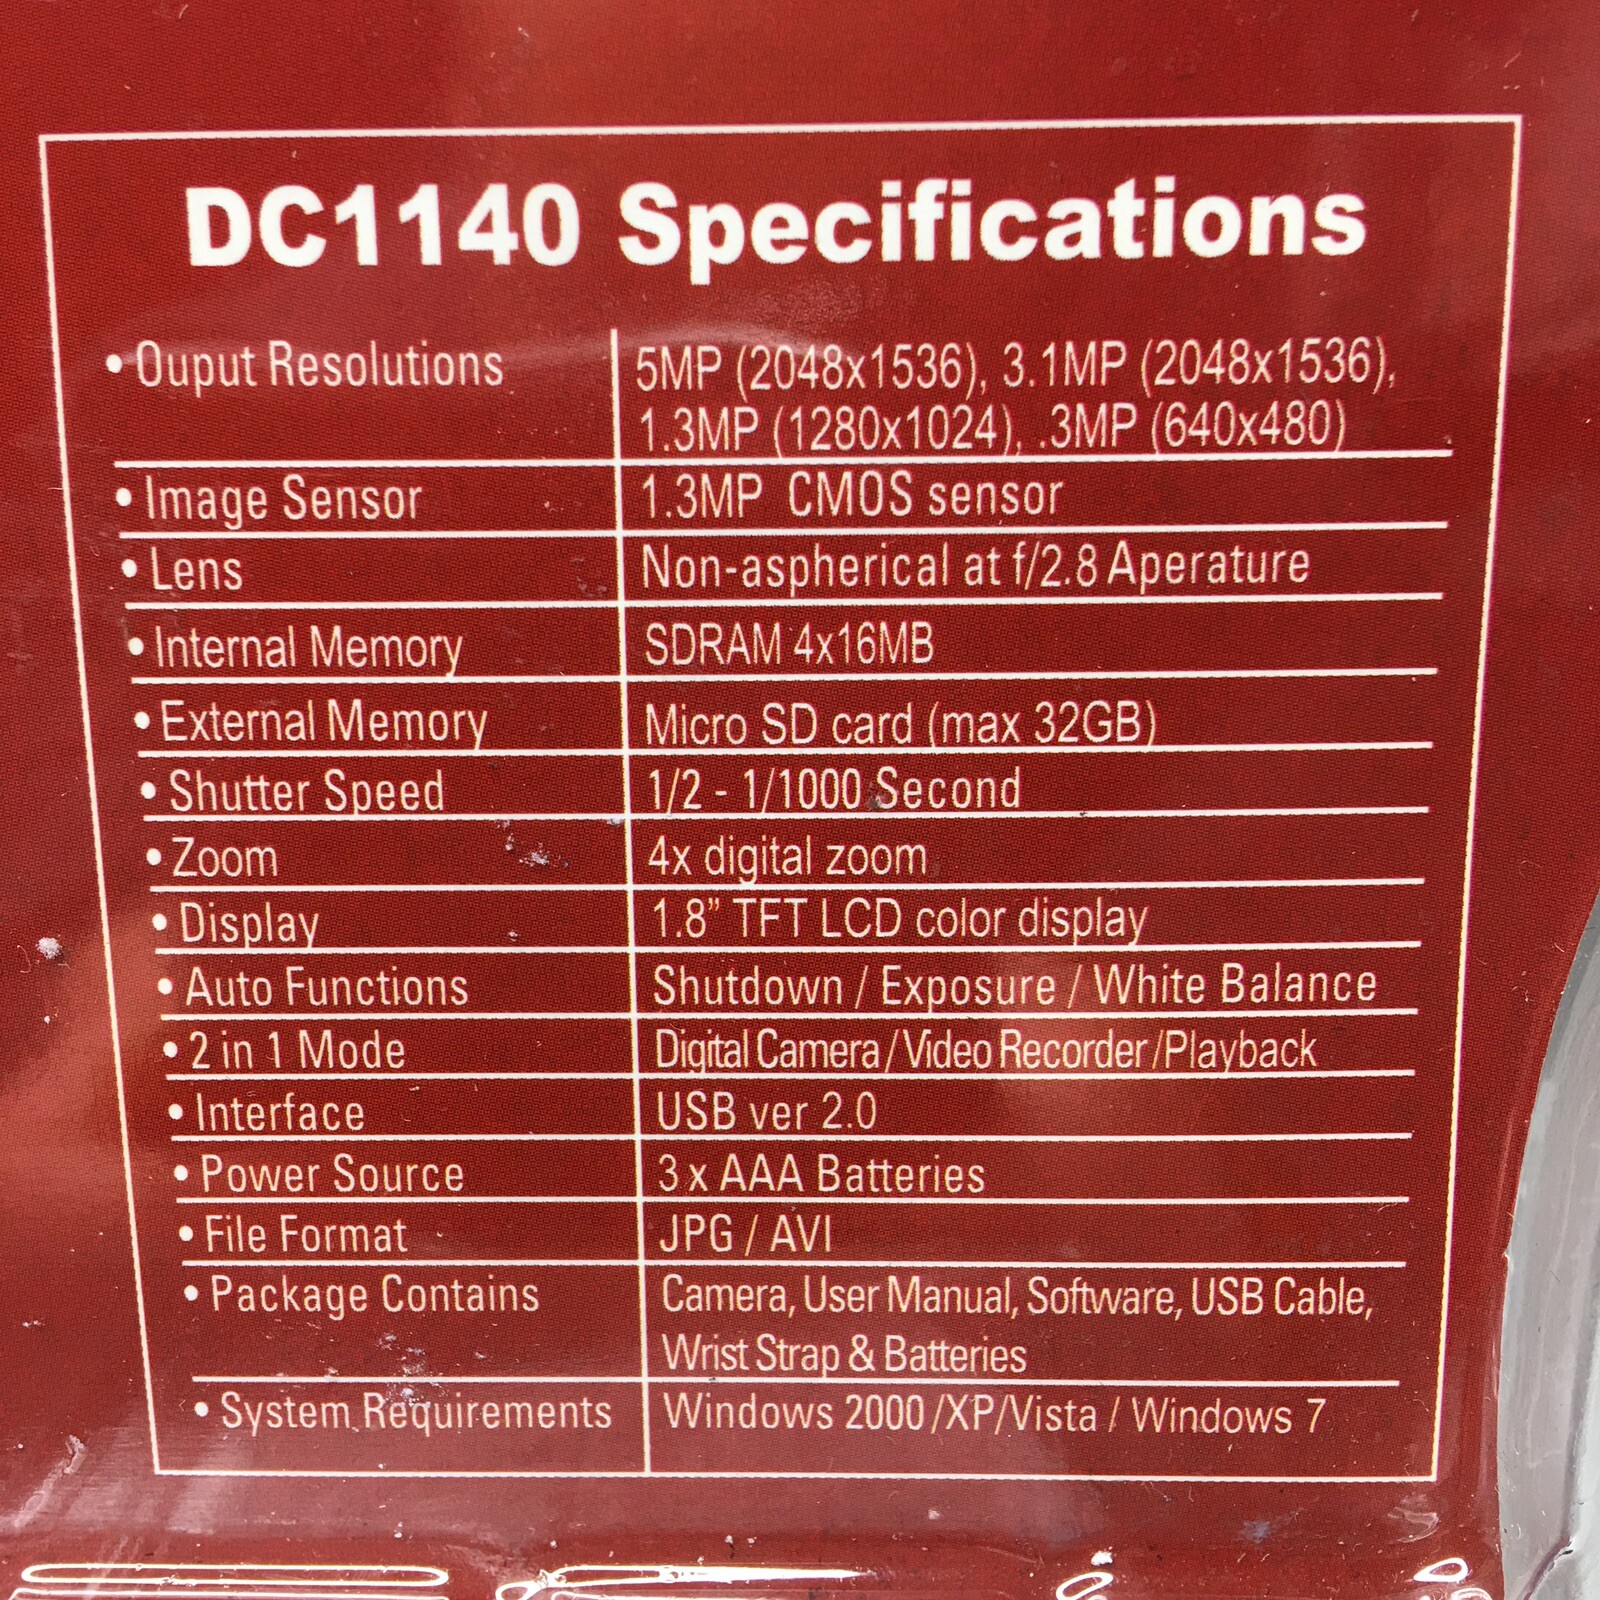 DC1140 Specifications
• Ouput Resolutions 5MP (2048x1536), 3.1MP (2048x1536),
1.3MP (1280x1024), .3MP (640x480)
• Image Sensor 1.3MP CMOS sensor
• Lens Non-aspherical at f/2.8 Aperature
• Internal Memory SDRAM 4x16MB
• External Memory Micro SD card (max 32GB)
• Shutter Speed 1/2 - 1/1000 Second
• Zoom 4x digital zoom
• Display 1.8” TFT LCD color display
• Auto Functions Shutdown / Exposure / White Balance
• 2 in 1 Mode Digital Camera / Video Recorder /Playback
• Interface USB ver 2.0
• Power Source 3 x AAA Batteries
• File Format JPG / AVI
• Package Contains Camera, User Manual, Software, USB Cable,
Wrist Strap & Batteries
• System Requirements Windows 2000 /XP/Vista / Windows 7